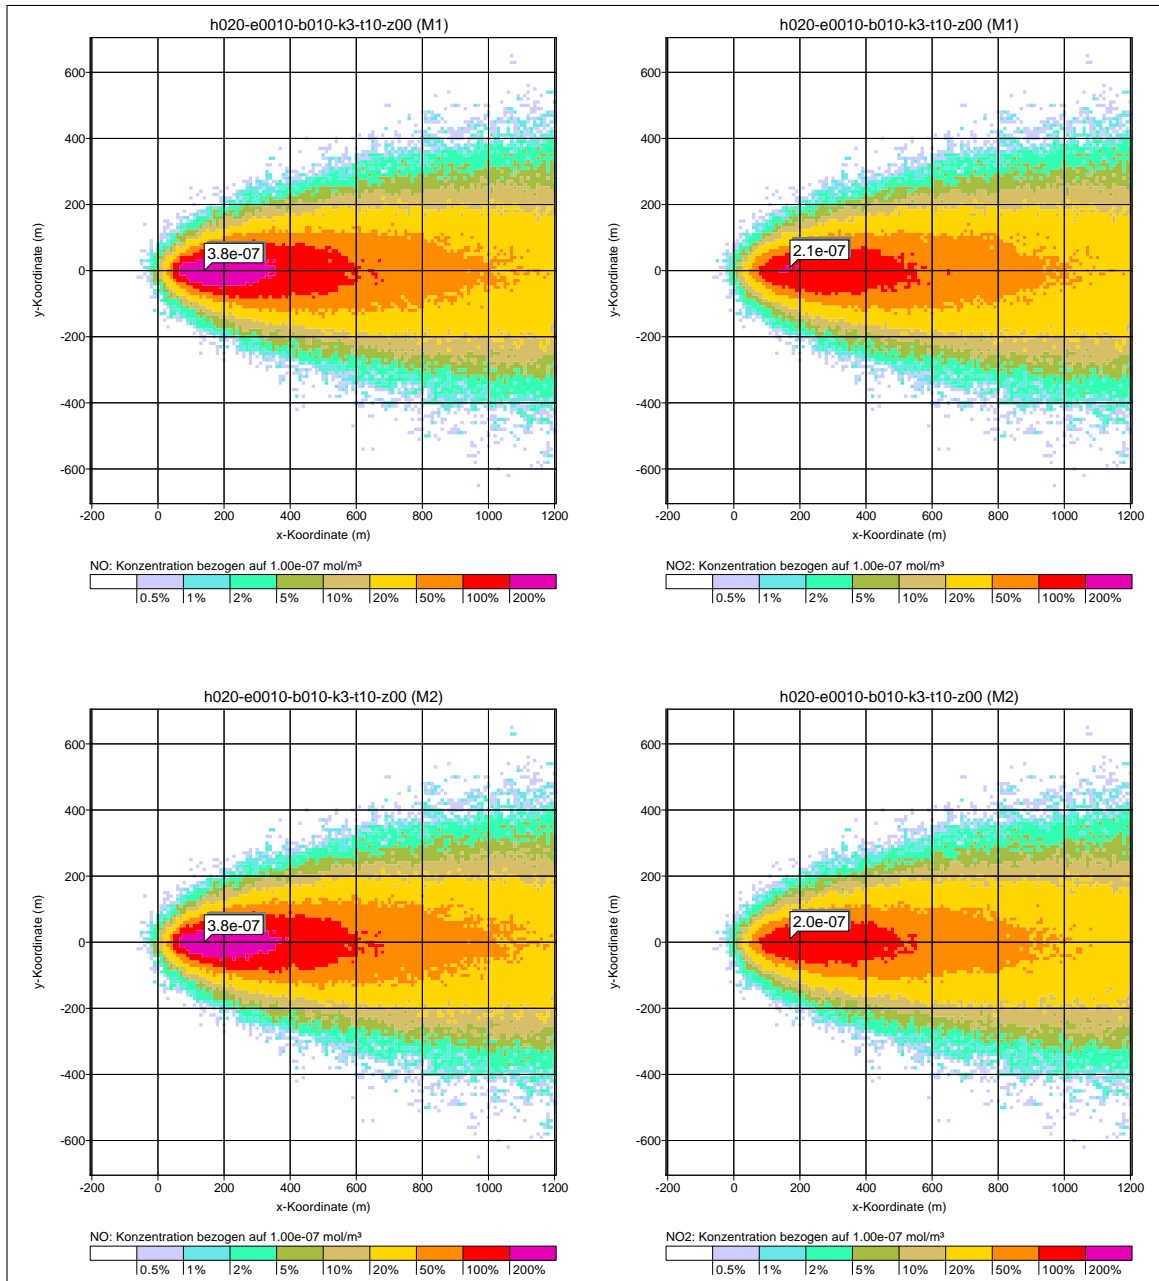 h020-e0010-b010-k3-t10-z00 (M1)
600
400
200
0
-200
-400
-600
y-Koordinate (m)
3.8e-07
-200 0 200 400 600 800 1000 1200
x-Koordinate (m)
NO: Konzentration bezogen auf 1.00e-07 mol/m³
0.5% 1% 2% 5% 10% 20% 50% 100% 200%
h020-e0010-b010-k3-t10-z00 (M1)
600
400
200
0
-200
-400
-600
y-Koordinate (m)
2.1e-07
-200 0 200 400 600 800 1000 1200
x-Koordinate (m)
NO2: Konzentration bezogen auf 1.00e-07 mol/m³
0.5% 1% 2% 5% 10% 20% 50% 100% 200%
h020-e0010-b010-k3-t10-z00 (M2)
600
400
200
0
-200
-400
-600
y-Koordinate (m)
3.8e-07
-200 0 200 400 600 800 1000 1200
x-Koordinate (m)
NO: Konzentration bezogen auf 1.00e-07 mol/m³
0.5% 1% 2% 5% 10% 20% 50% 100% 200%
h020-e0010-b010-k3-t10-z00 (M2)
600
400
200
0
-200
-400
-600
y-Koordinate (m)
2.0e-07
-200 0 200 400 600 800 1000 1200
x-Koordinate (m)
NO2: Konzentration bezogen auf 1.00e-07 mol/m³
0.5% 1% 2% 5% 10% 20% 50% 100% 200%